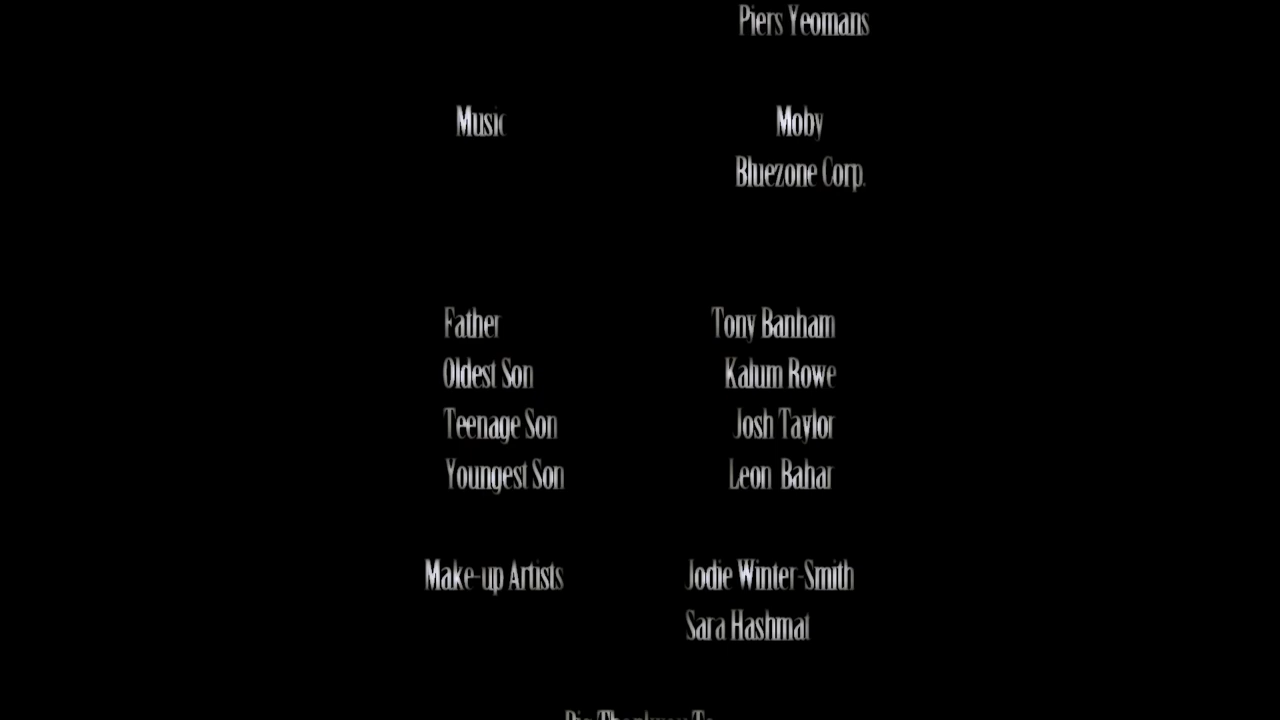 Piers Yeomans
Music Moby
Bluezone Corp.
Father Tony Banham
Oldest Son Kalum Rowe
Teenage Son Josh Taylor
Youngest Son Leon Bahar
Make-up Artists Jodie Winter-Smith
Sara Hashmat